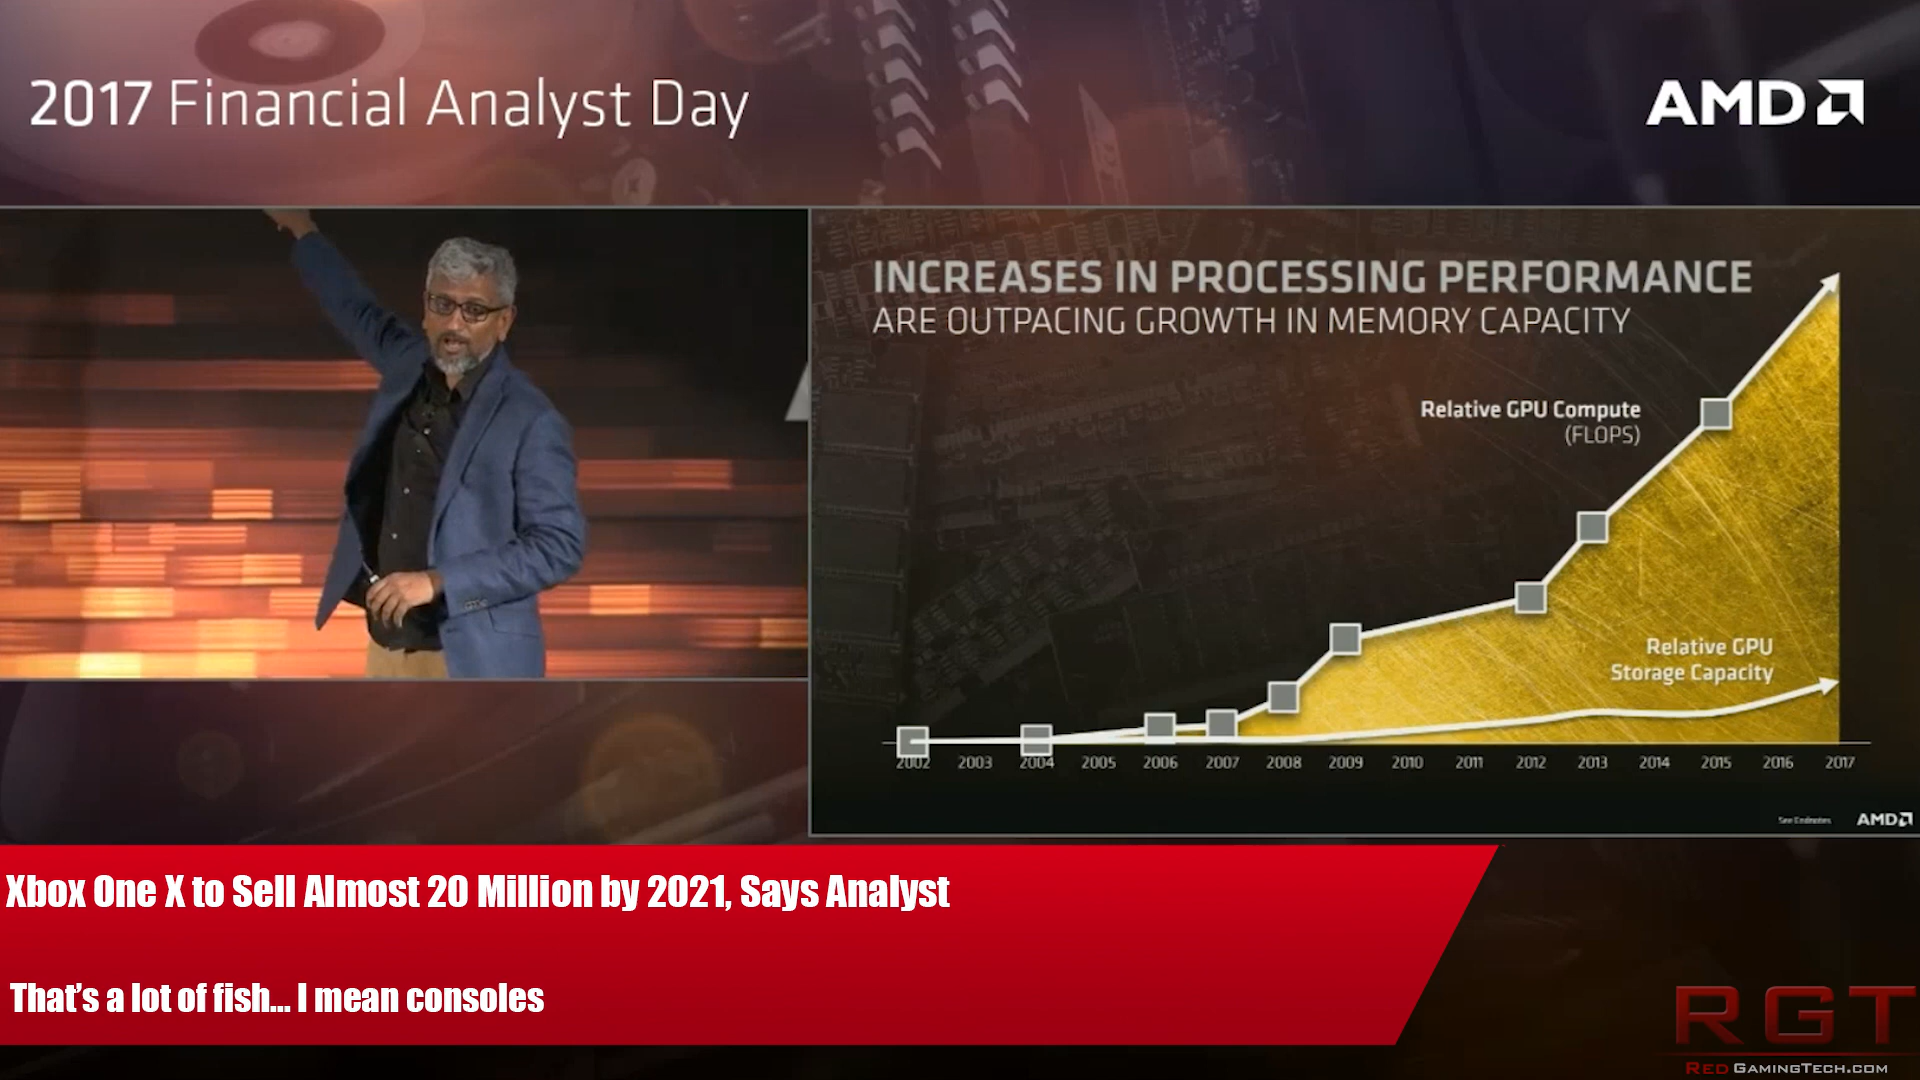 2017 Financial Analyst Day
AMD
INCREASES IN PROCESSING PERFORMANCE
ARE OUTPACING GROWTH IN MEMORY CAPACITY
Relative GPU Compute
(FLOPS)
Relative GPU
Storage Capacity
2002 2003 2004 2005 2006 2007 2008 2009 2010 2011 2012 2013 2014 2015 2016 2017
See Endnotes
AMD
Xbox One X to Sell Almost 20 Million by 2021, Says Analyst
That's a lot of fish... I mean consoles
RGT
RedGamingTech.com